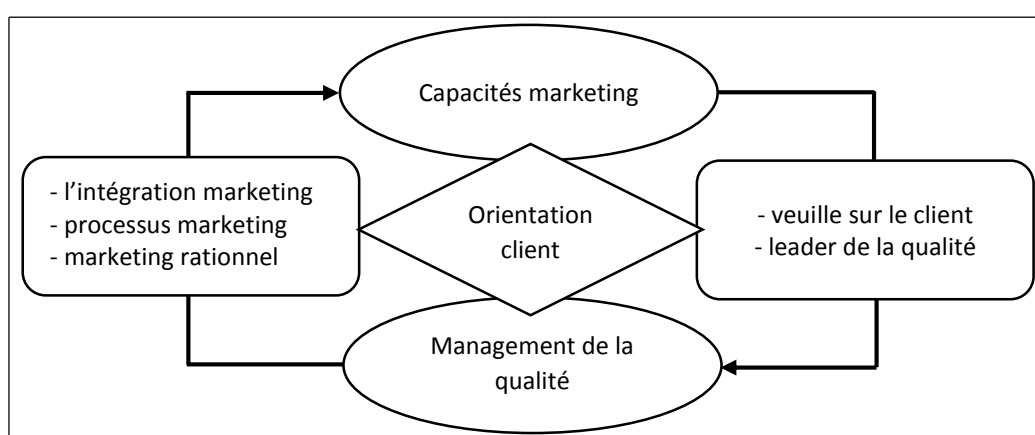 Capacités marketing
- l’intégration marketing
- processus marketing
- marketing rationnel
Orientation
client
- veuille sur le client
- leader de la qualité
Management de la
qualité